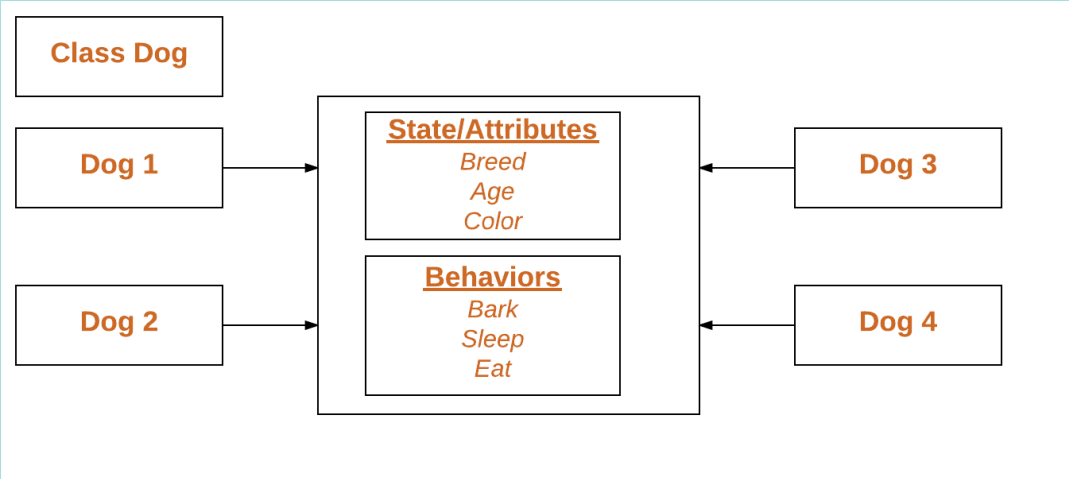 Class Dog
Dog 1
Dog 2
State/Attributes
Breed
Age
Color
Behaviors
Bark
Sleep
Eat
Dog 3
Dog 4